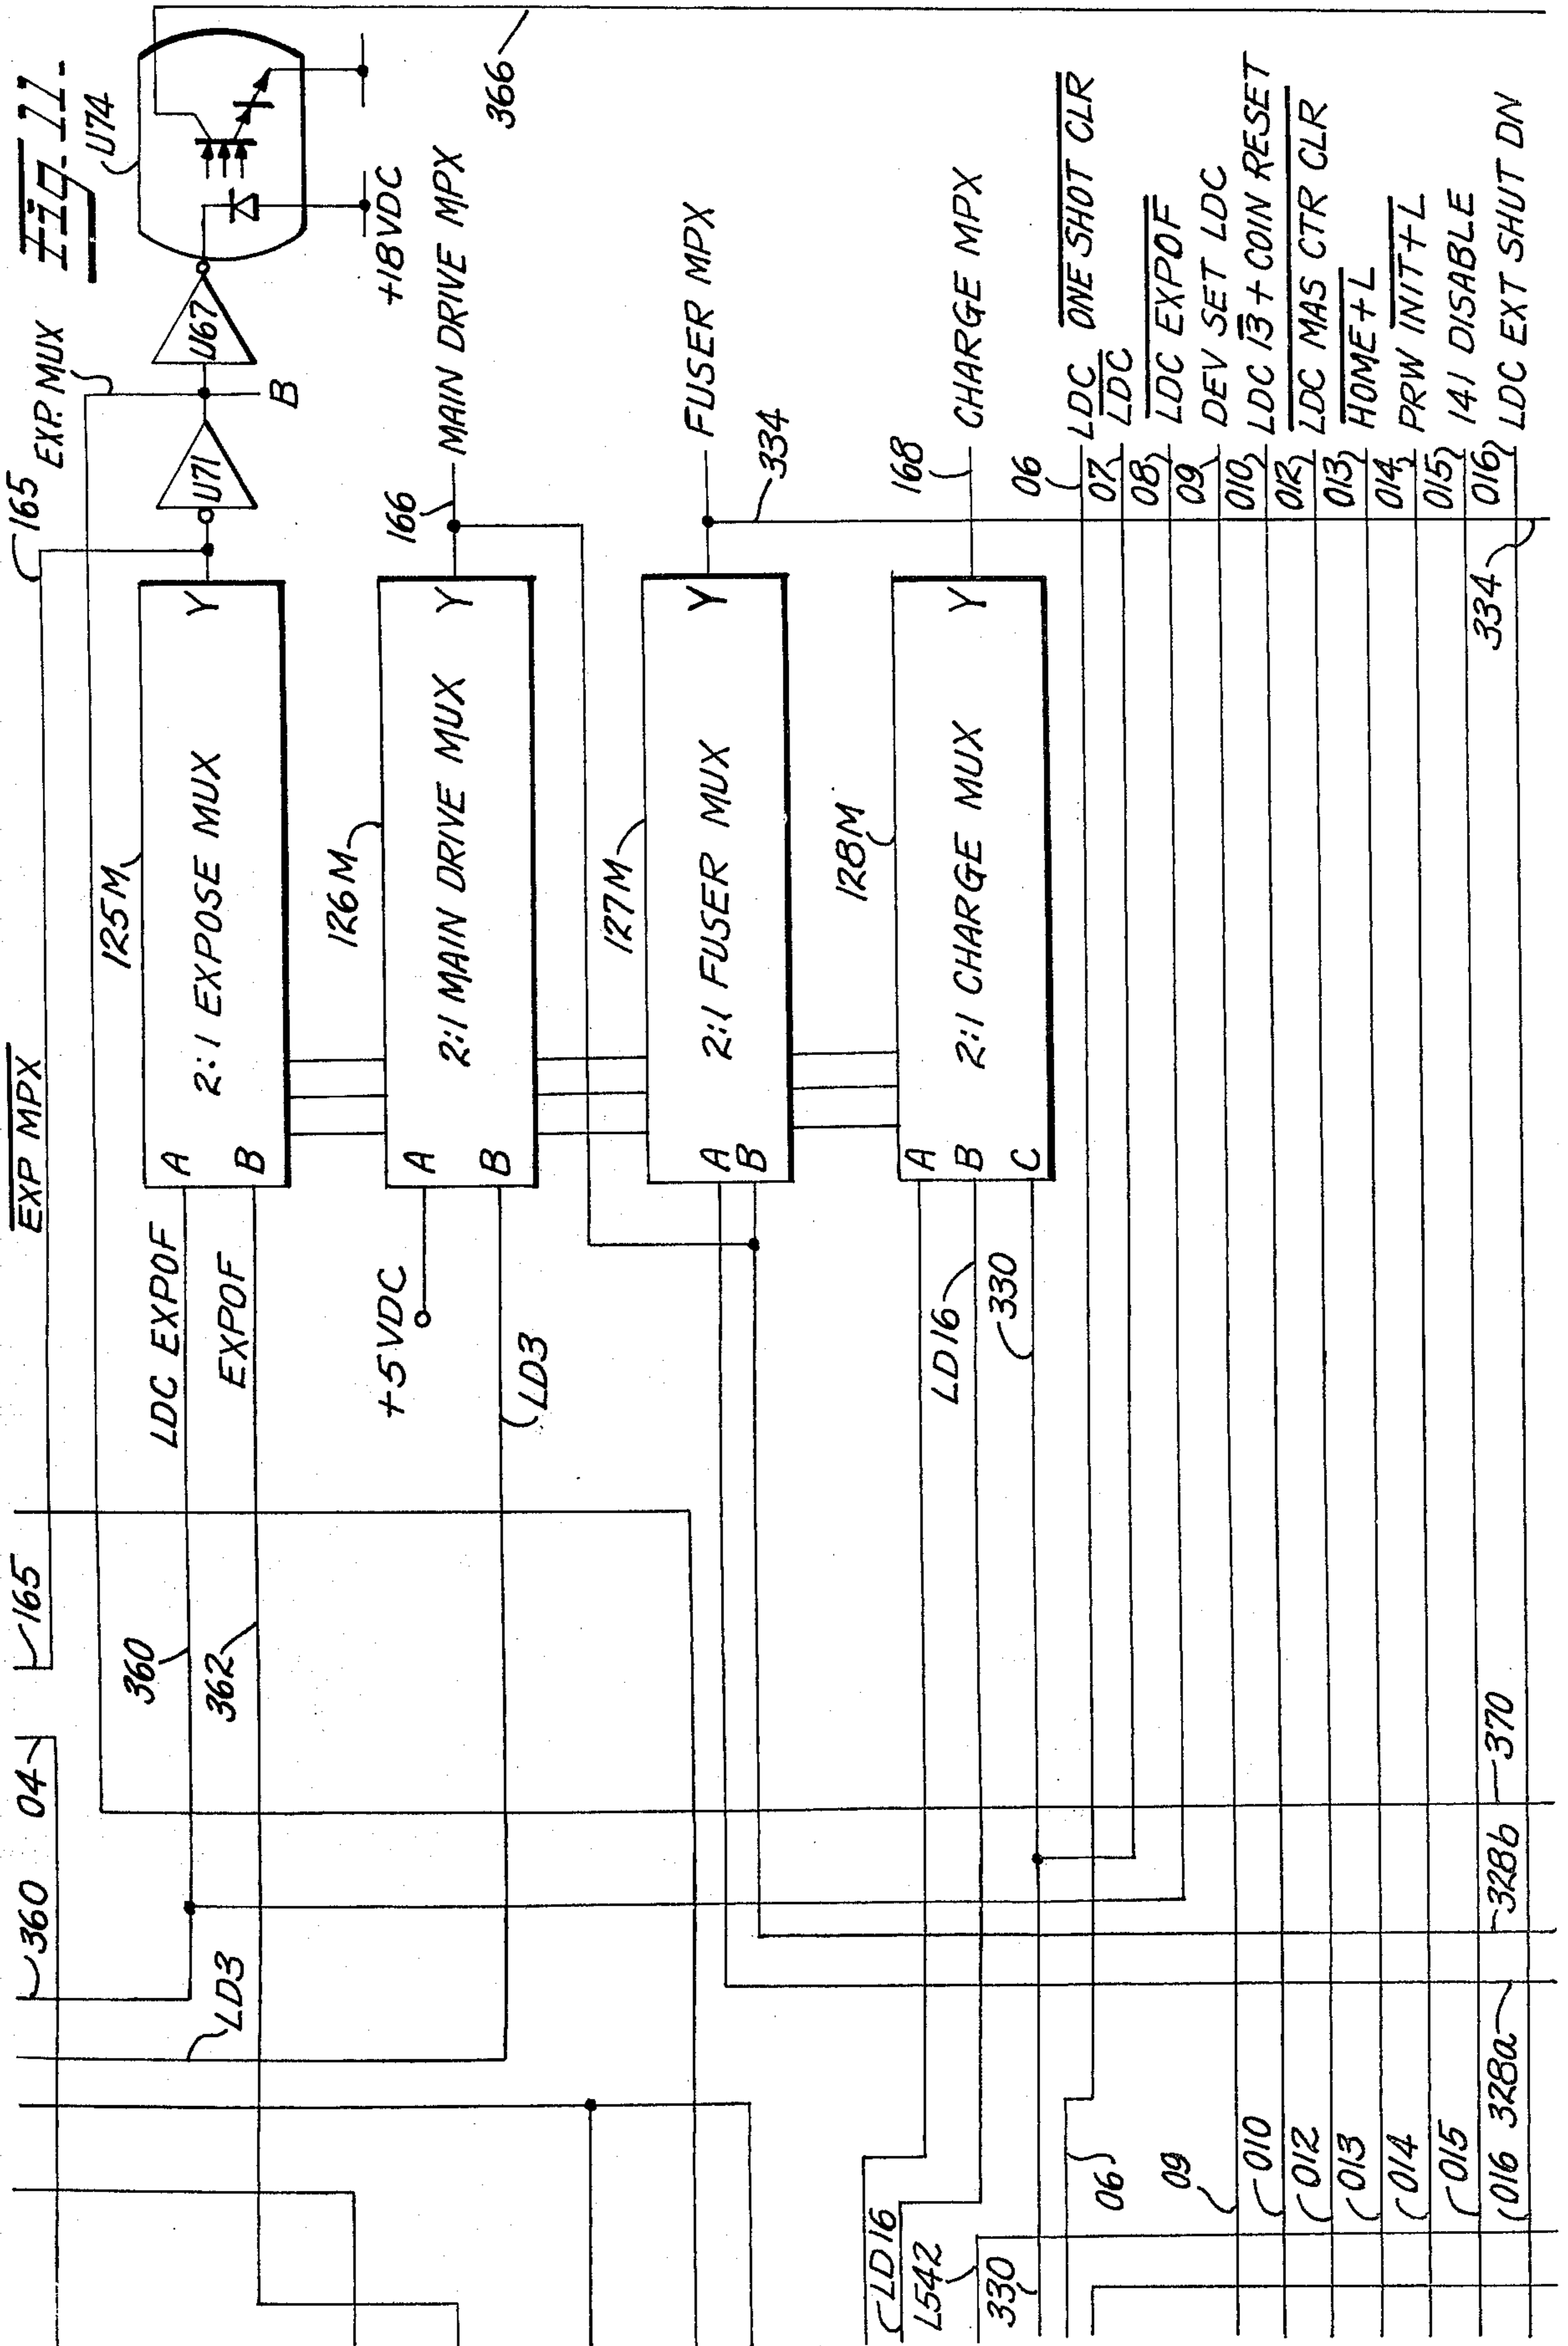 Fig. 11.
U74
366
+18VDC
U67
EXP. MUX
B
U71
165
EXP MPX
125M
2:1 EXPOSE MUX
A
B
Y
LDC EXPOF
EXPOF
360
362
165
04
360
LD3
166
MAIN DRIVE MPX
126M
2:1 MAIN DRIVE MUX
A
B
Y
+5VDC
LD3
FUSER MPX
334
127M
2:1 FUSER MUX
A
B
Y
168
CHARGE MPX
128M
2:1 CHARGE MUX
A
B
C
Y
LD16
330
06 LDC ONE SHOT CLR
07 LDC
08 LDC EXPOF
09 DEV SET LDC
010 LDC 13 + COIN RESET
012 LDC MAS CTR CLR
013 HOME + L
014 PRW INIT + L
015 141 DISABLE
016 LDC EXT SHUT DN
334
370
328b
328a
LD16
L542
330
06
09
010
012
013
014
015
016